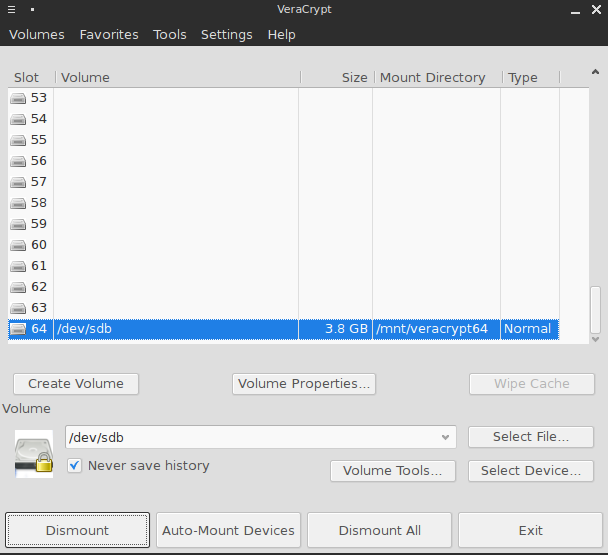 VeraCrypt
Volumes Favorites Tools Settings Help
Slot Volume Size Mount Directory Type
53
54
55
56
57
58
59
60
61
62
63
64 /dev/sdb 3.8 GB /mnt/veracrypt64 Normal
Create Volume Volume Properties... Wipe Cache
Volume
/dev/sdb Select File...
Never save history Volume Tools... Select Device...
Dismount Auto-Mount Devices Dismount All Exit